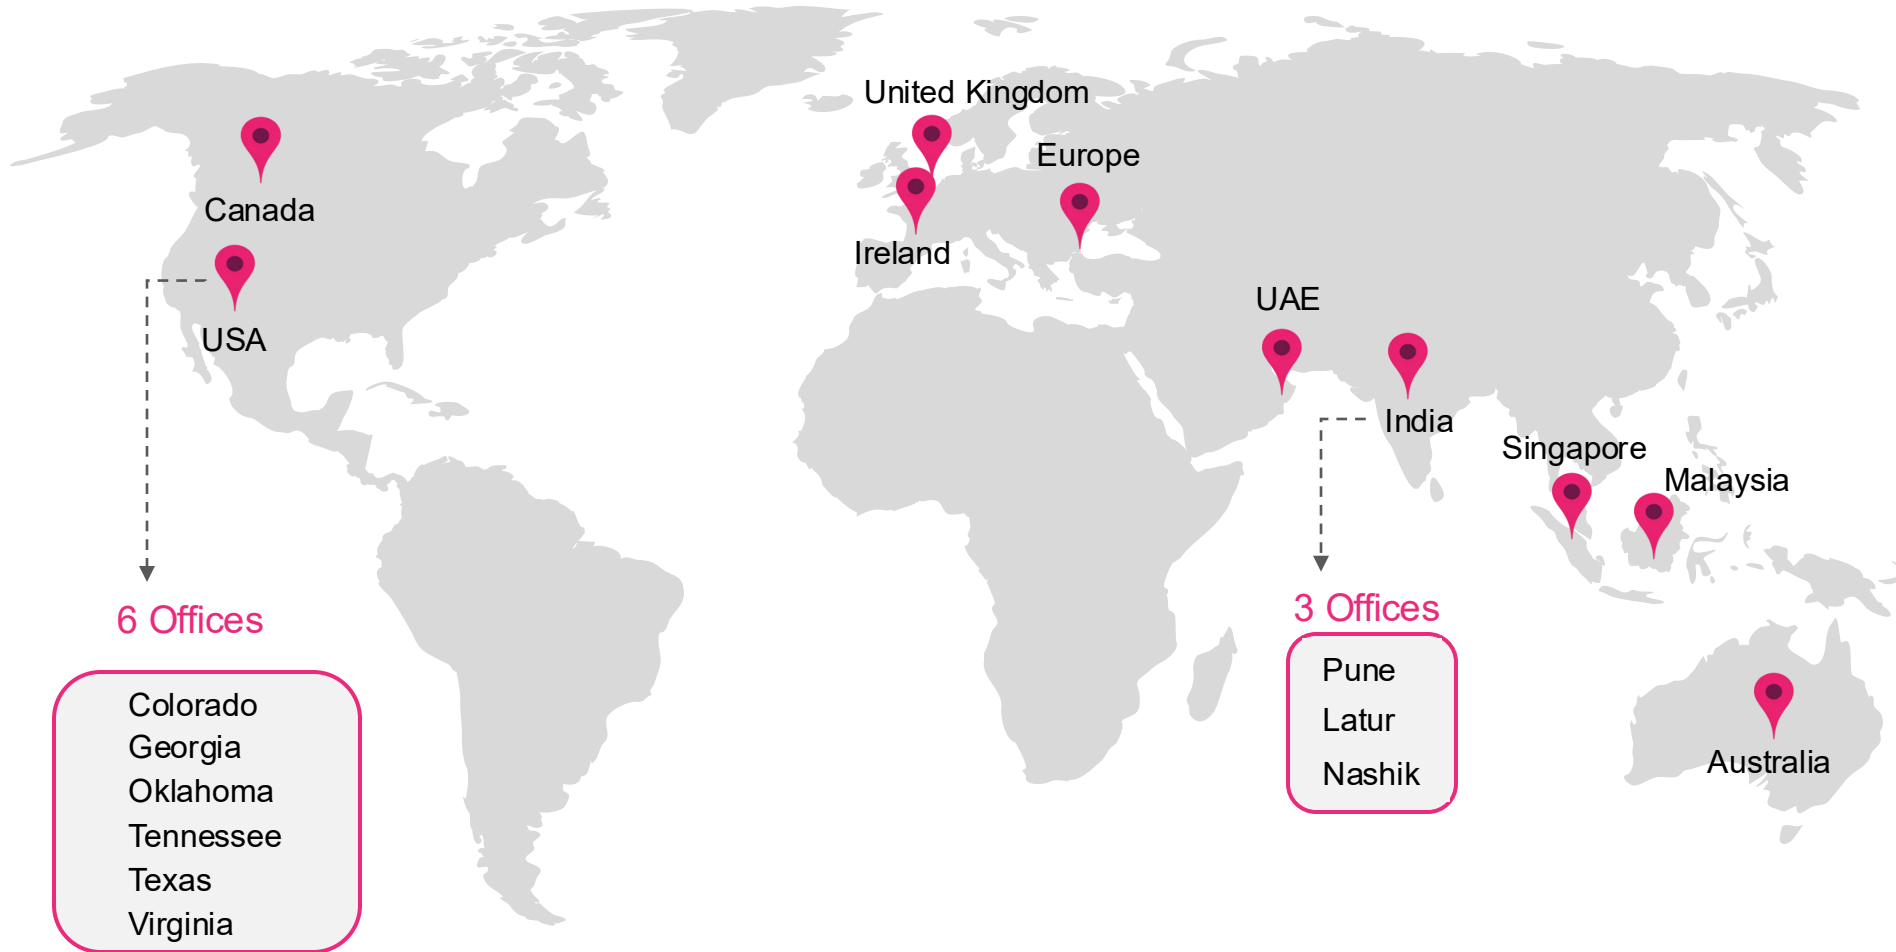 United Kingdom
Europe
Canada
Ireland
UAE
USA
India
Singapore
Malaysia
6 Offices
Colorado
Georgia
Oklahoma
Tennessee
Texas
Virginia
3 Offices
Pune
Latur
Nashik
Australia